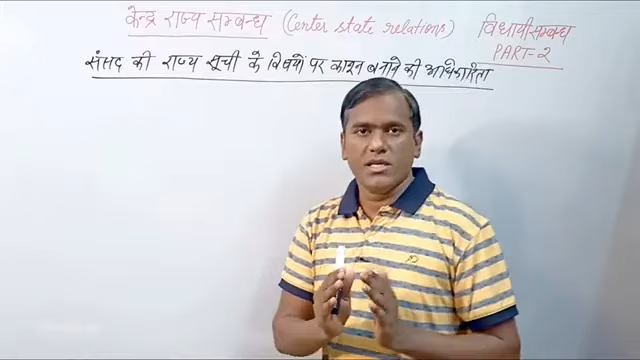 केन्द्र राज्य सम्बन्ध (Center state relations) विधायी सम्बन्ध
PART-2
संसद की राज्य सूची के विषयों पर कानून बनाने की अधिकारिता